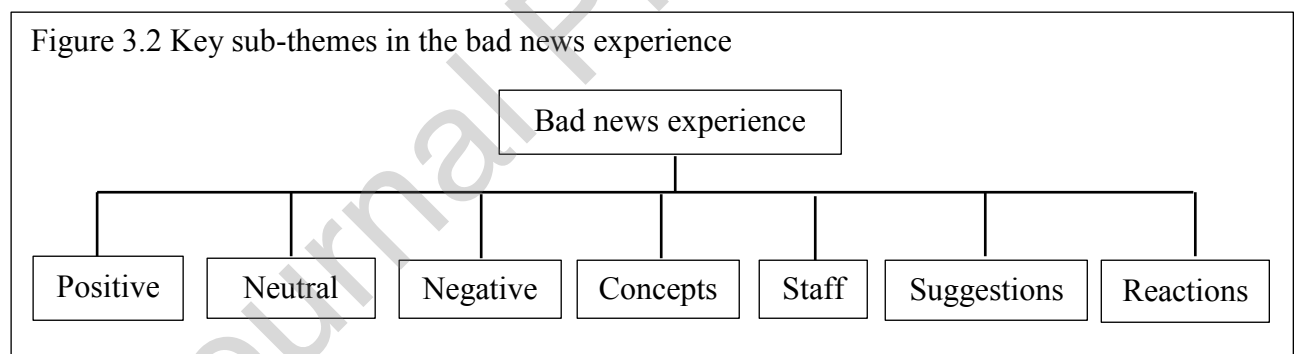 Figure 3.2 Key sub-themes in the bad news experience
Bad news experience
Positive
Neutral
Negative
Concepts
Staff
Suggestions
Reactions